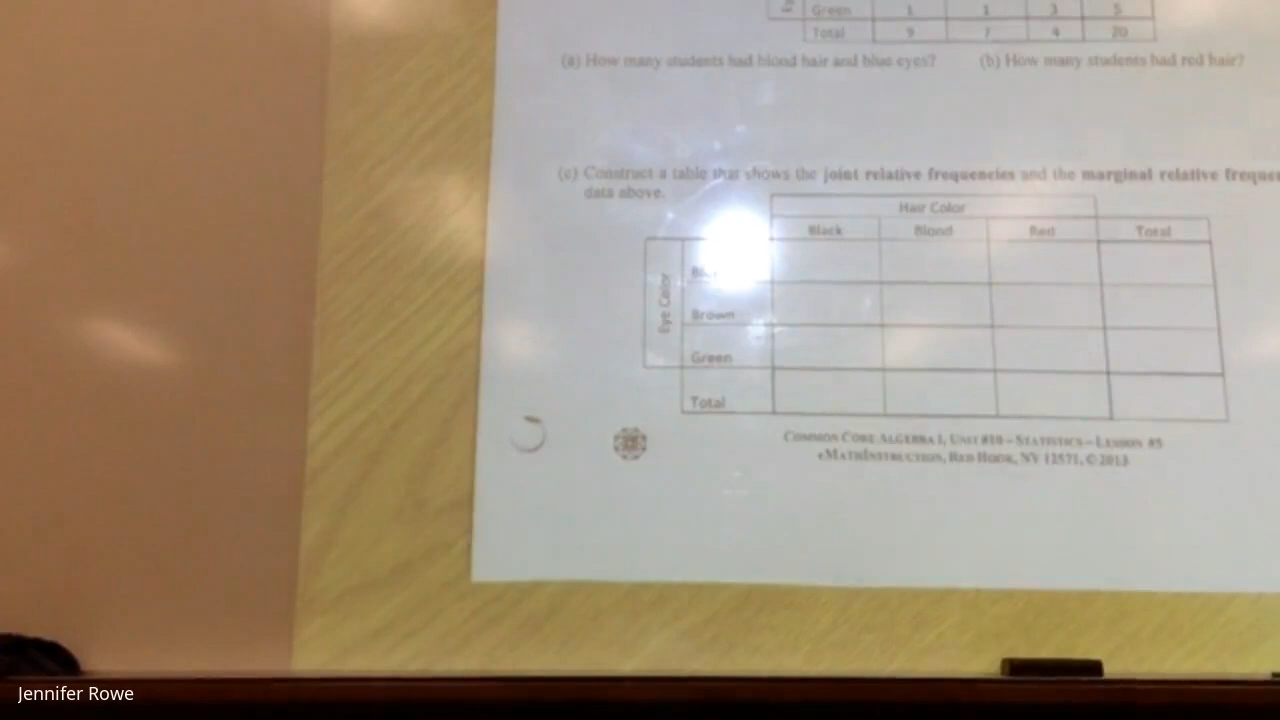 Green 1 1 3 5
Total 9 7 4 20
(a) How many students had blond hair and blue eyes? (b) How many students had red hair?
(c) Construct a table that shows the joint relative frequencies and the marginal relative freque
data above.
Hair Color
Black Blond Red Total
Eye Color
Brown
Green
Total
COMMON CORE ALGEBRA I, UNIT #10 – STATISTICS – LESSON #5
eMATHINSTRUCTION, RED HOOK, NY 12571, © 2013
Jennifer Rowe